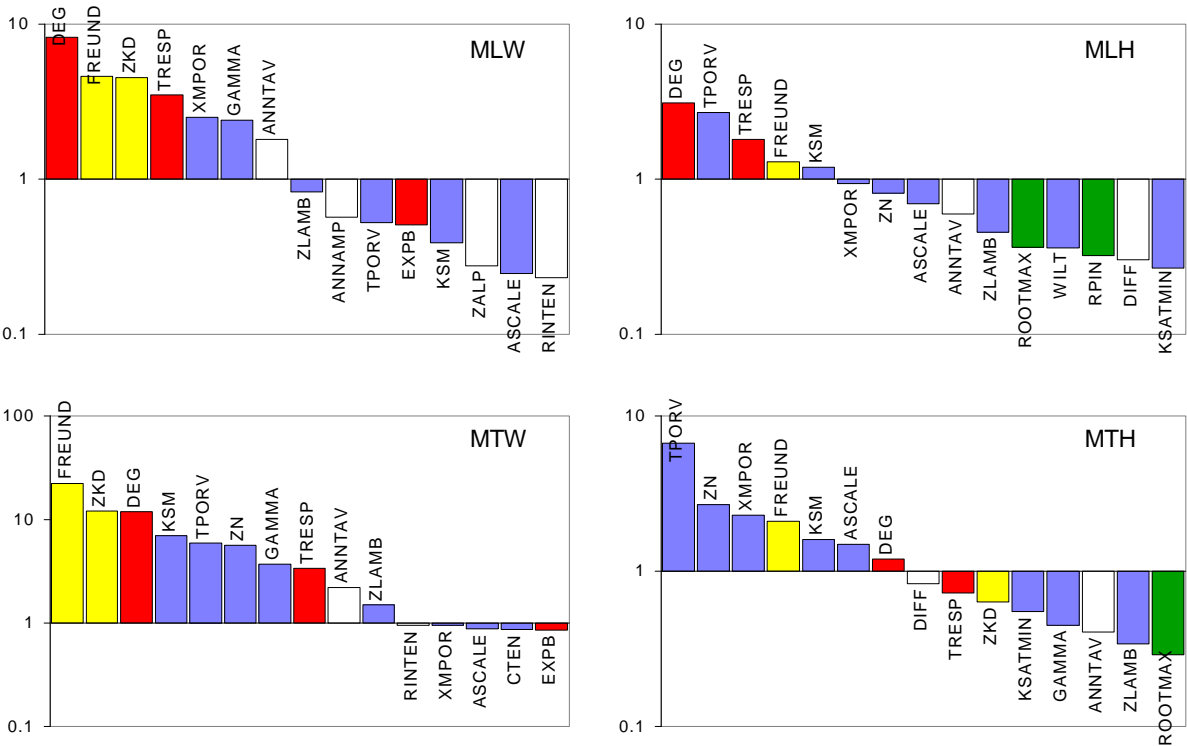 10
1
0.1
MLW
DEG
FREUND
ZKD
TRESP
XMPOR
GAMMA
ANNTAV
ZLAMB
ANNAMP
TPORV
EXPB
KSM
ZALP
ASCALE
RINTEN
10
1
0.1
MLH
DEG
TPORV
TRESP
FREUND
KSM
XMPOR
ZN
ASCALE
ANNTAV
ZLAMB
ROOTMAX
WILT
RPIN
DIFF
KSATMIN
100
10
1
0.1
MTW
FREUND
ZKD
DEG
KSM
TPORV
ZN
GAMMA
TRESP
ANNTAV
ZLAMB
RINTEN
XMPOR
ASCALE
CTEN
EXPB
10
1
0.1
MTH
TPORV
ZN
XMPOR
FREUND
KSM
ASCALE
DEG
DIFF
TRESP
ZKD
KSATMIN
GAMMA
ANNTAV
ZLAMB
ROOTMAX